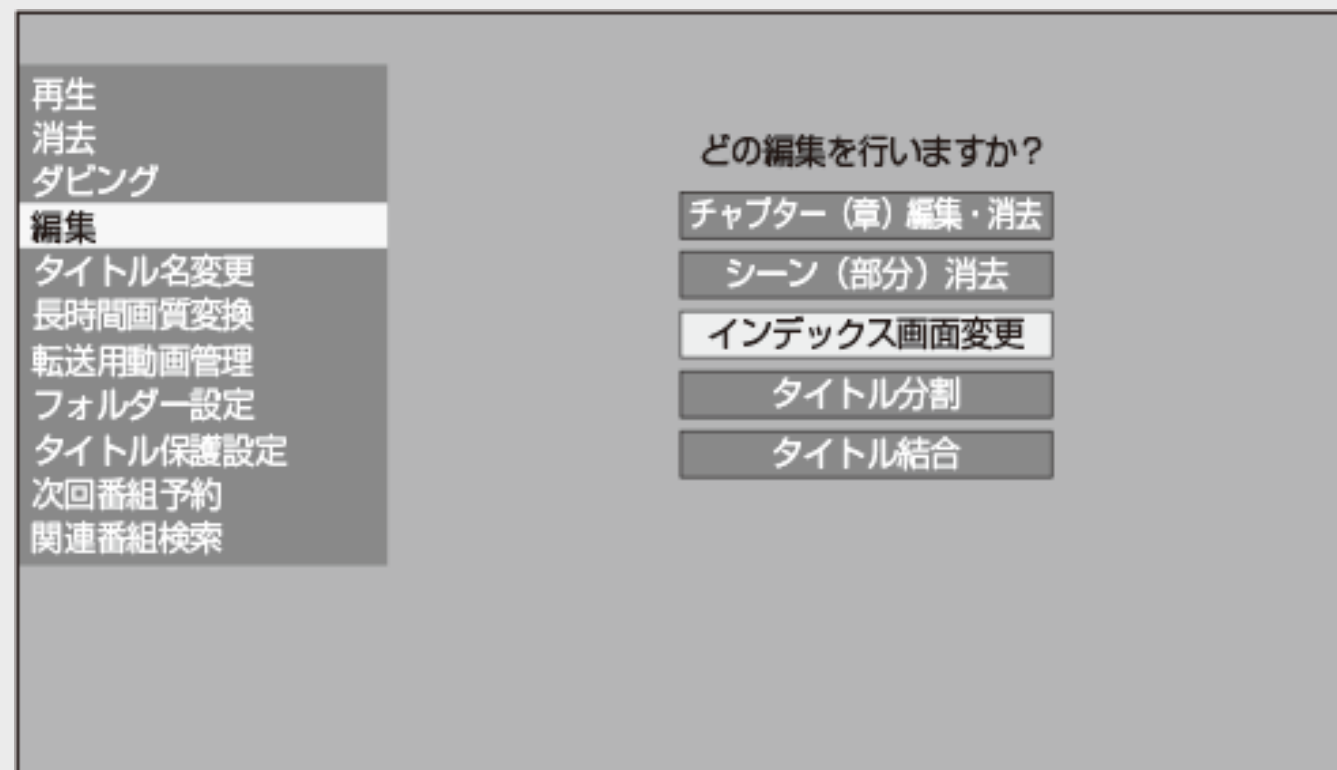 再生
消去
ダビング
編集
タイトル名変更
長時間画質変換
転送用動画管理
フォルダー設定
タイトル保護設定
次回番組予約
関連番組検索
どの編集を行いますか？
チャプター（章）編集・消去
シーン（部分）消去
インデックス画面変更
タイトル分割
タイトル結合